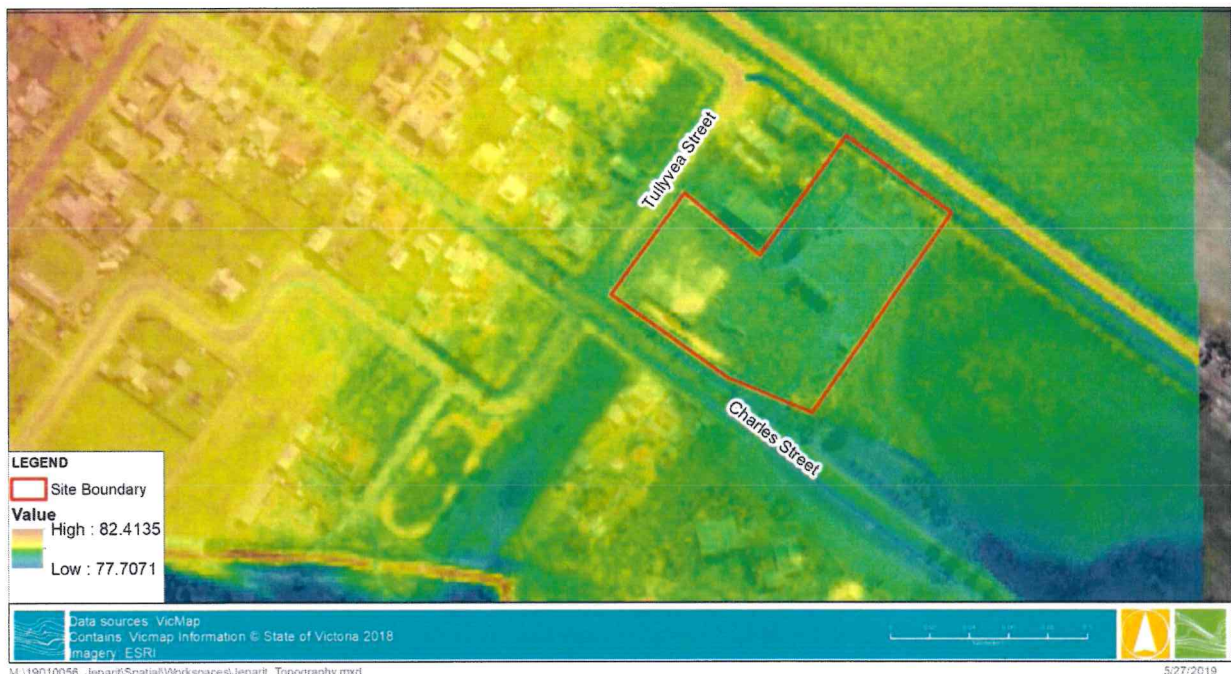 Tullyvea Street
Charles Street
LEGEND
Site Boundary
Value
High : 82.4135
Low : 77.7071
Data sources VicMap
Contains Vicmap Information © State of Victoria 2018
Imagery ESRI
5/27/2019